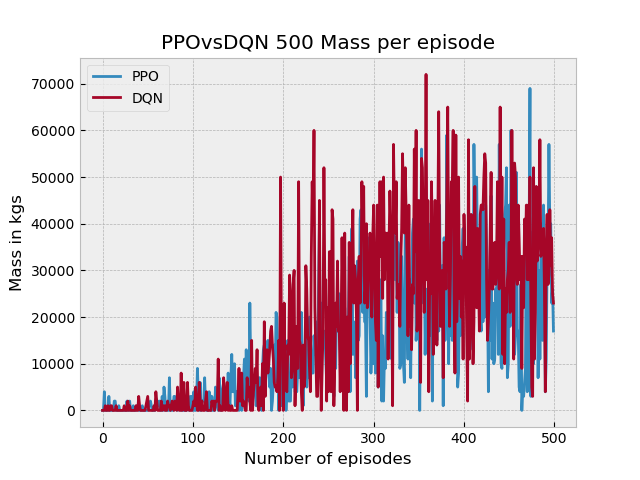 PPOvsDQN 500 Mass per episode
PPO
DQN
70000
60000
50000
40000
30000
20000
10000
0
Mass in kgs
0 100 200 300 400 500
Number of episodes